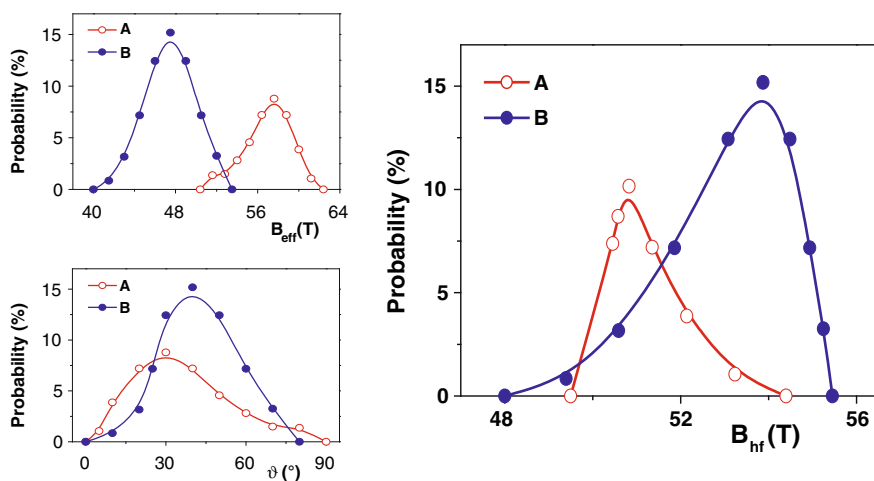 A
B
Probability (%)
15
10
5
0
40 48 56 64
B_eff(T)
A
B
Probability (%)
15
10
5
0
0 30 60 90
ϑ (°)
A
B
Probability (%)
15
10
5
0
48 52 56
B_hf(T)